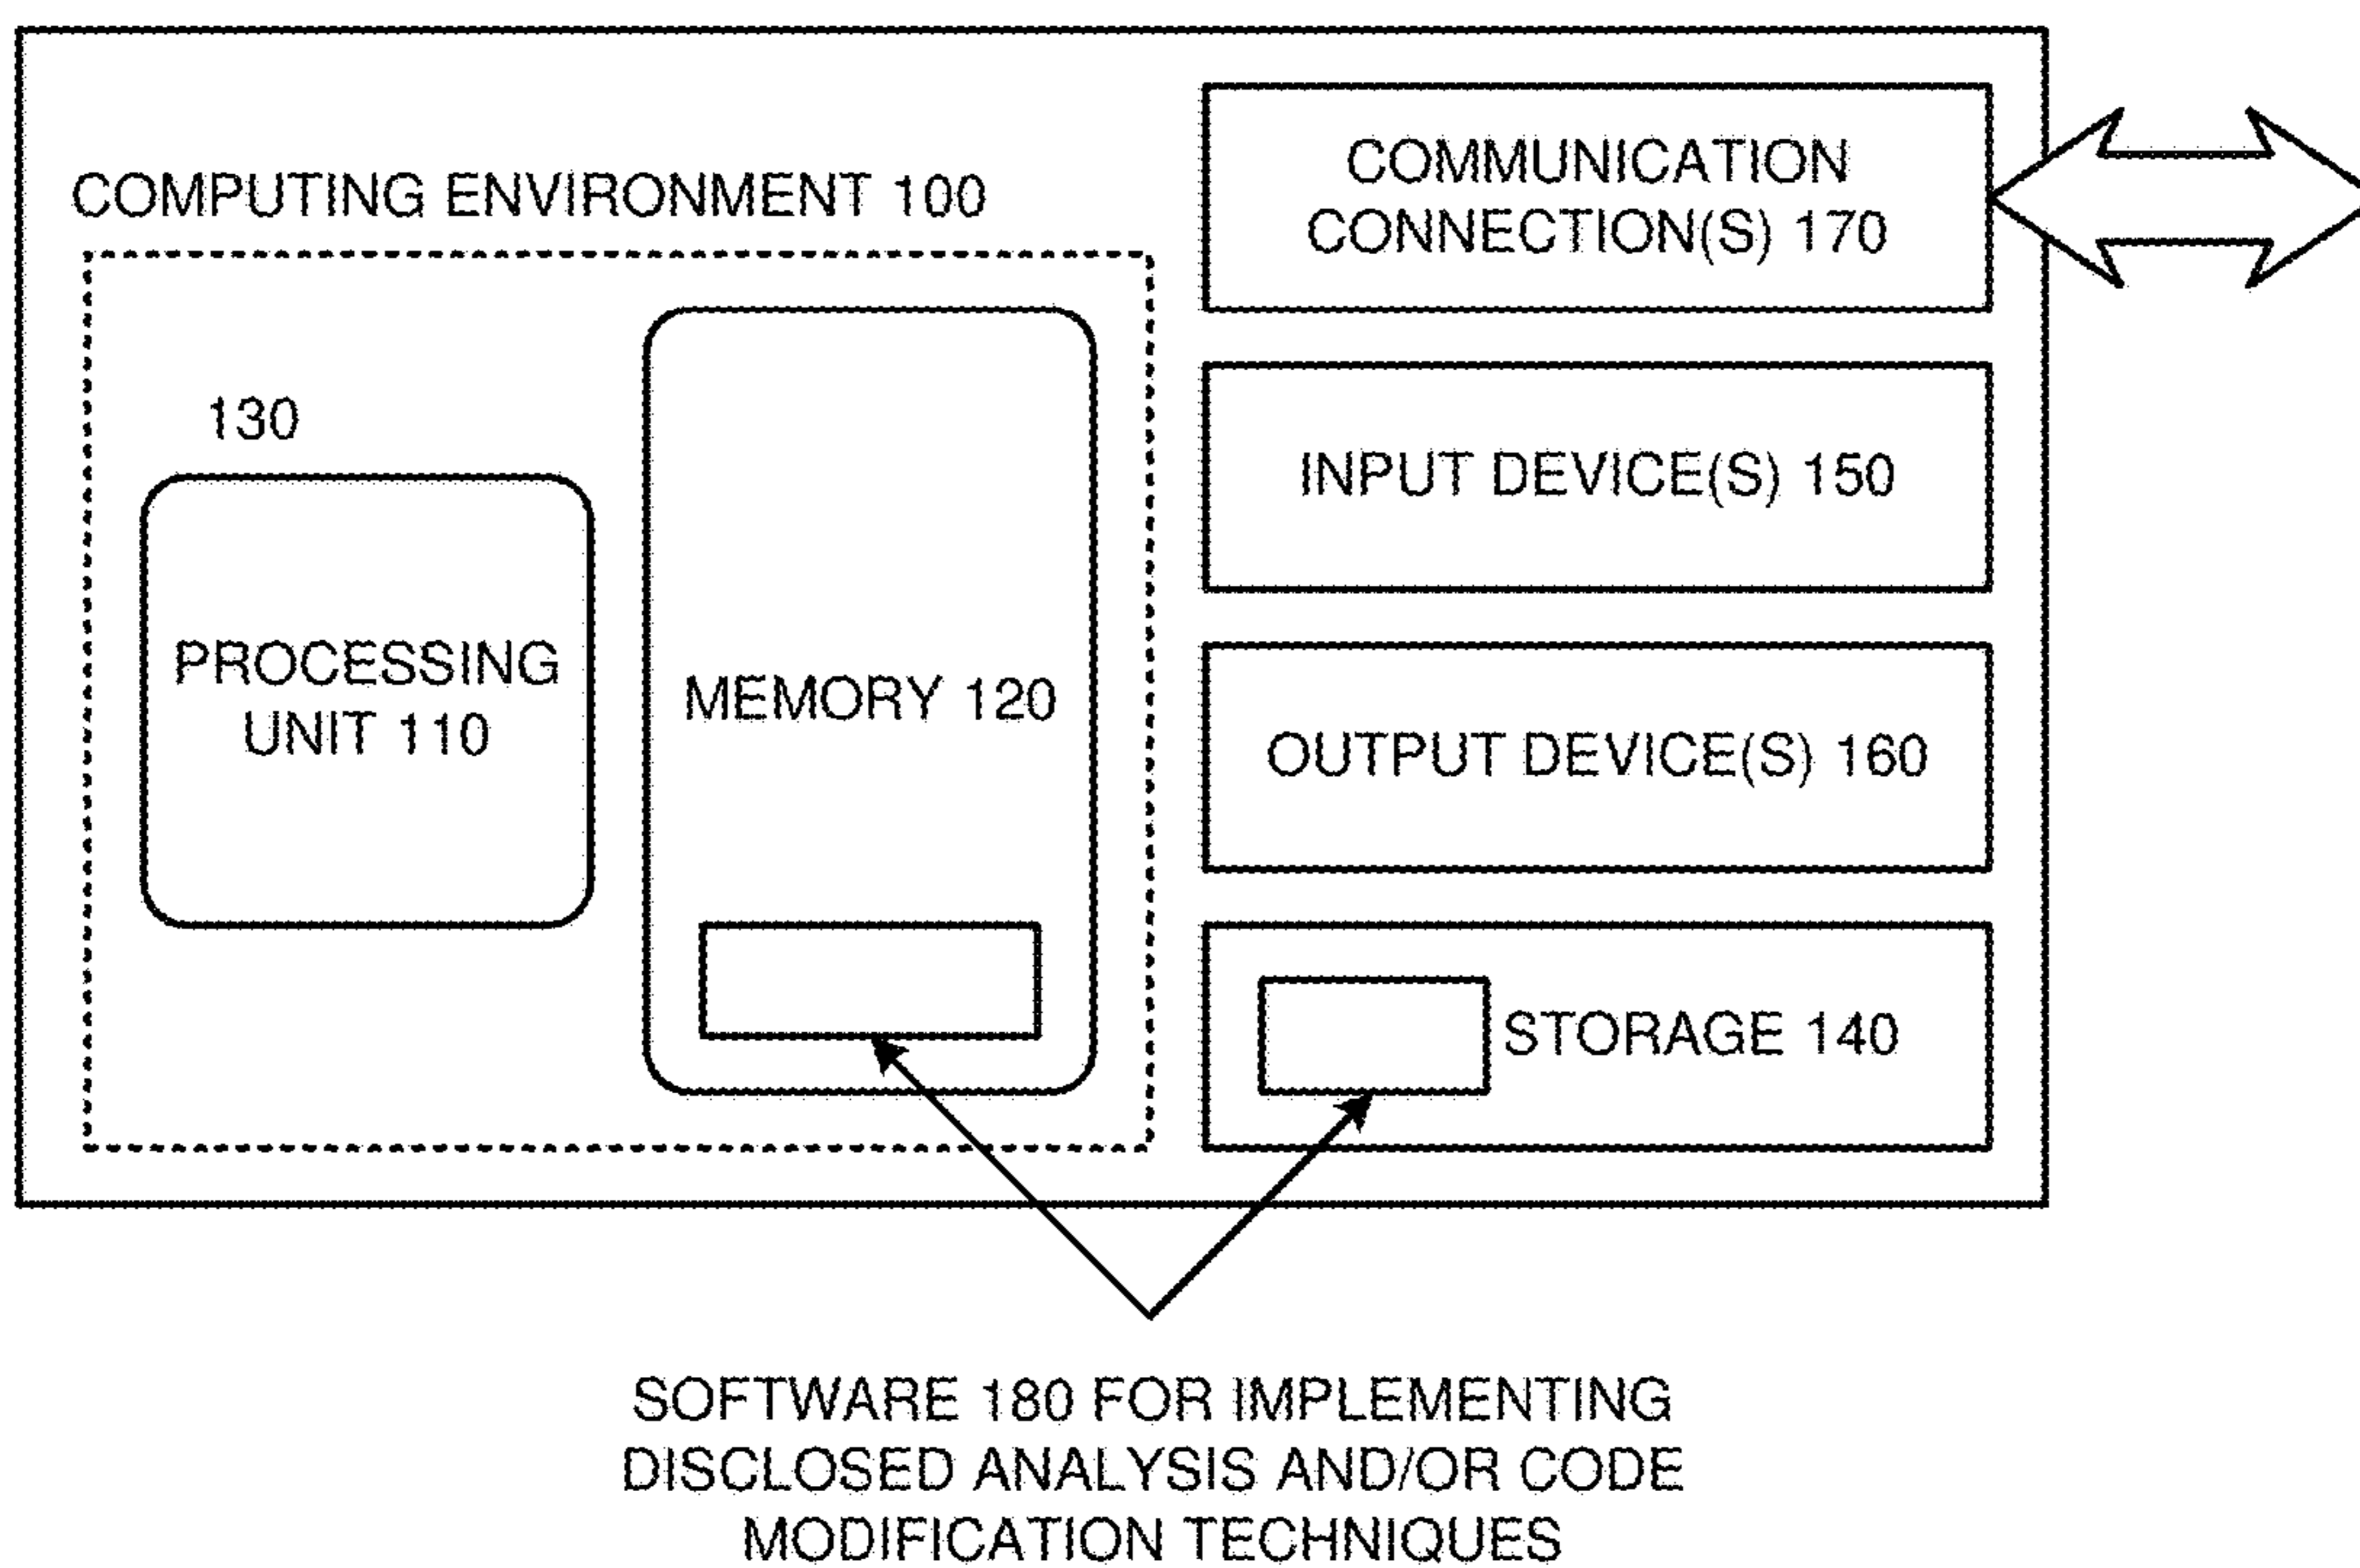 COMPUTING ENVIRONMENT 100
130
PROCESSING
UNIT 110
MEMORY 120
COMMUNICATION
CONNECTION(S) 170
INPUT DEVICE(S) 150
OUTPUT DEVICE(S) 160
STORAGE 140
SOFTWARE 180 FOR IMPLEMENTING
DISCLOSED ANALYSIS AND/OR CODE
MODIFICATION TECHNIQUES